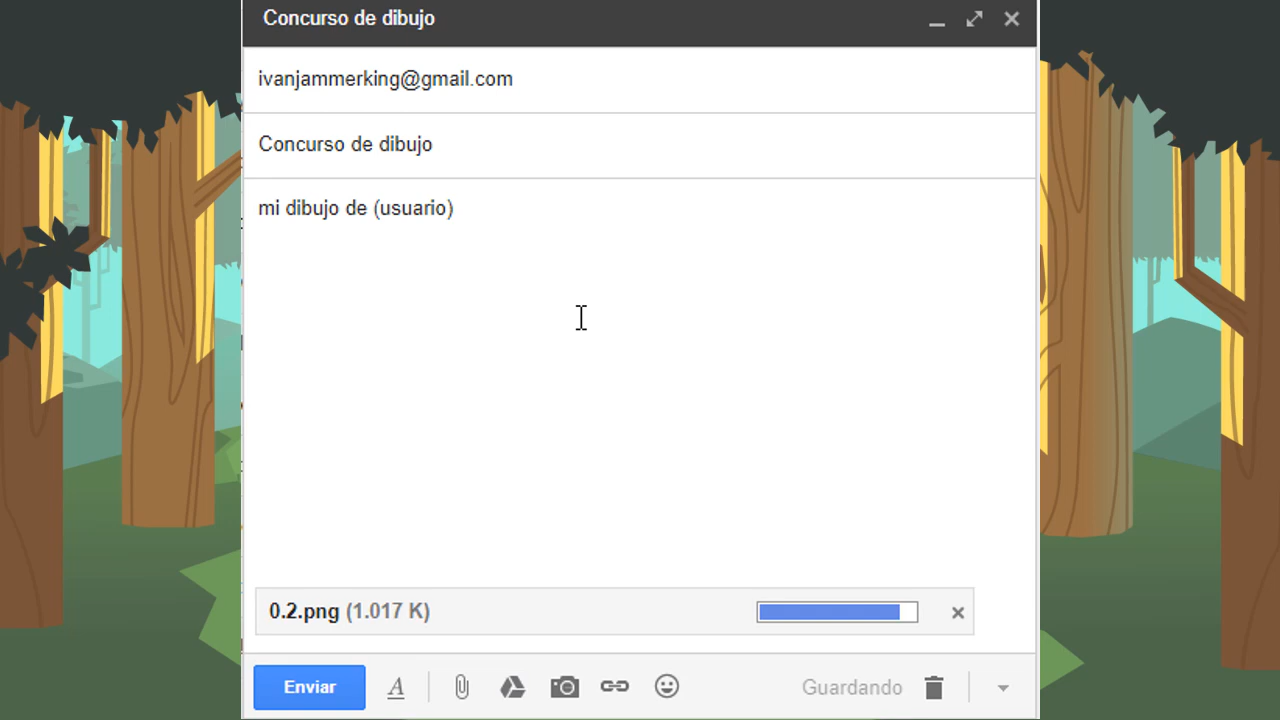 Concurso de dibujo
ivanjammerking@gmail.com
Concurso de dibujo
mi dibujo de (usuario)
0.2.png (1.017 K)
Enviar
A
Guardando